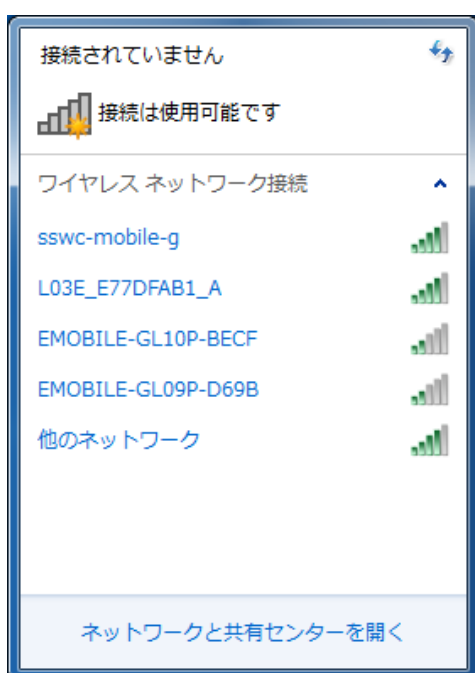 接続されていません
接続は使用可能です
ワイヤレス ネットワーク接続
sswc-mobile-g
L03E_E77DFAB1_A
EMOBILE-GL10P-BECF
EMOBILE-GL09P-D69B
他のネットワーク
ネットワークと共有センターを開く